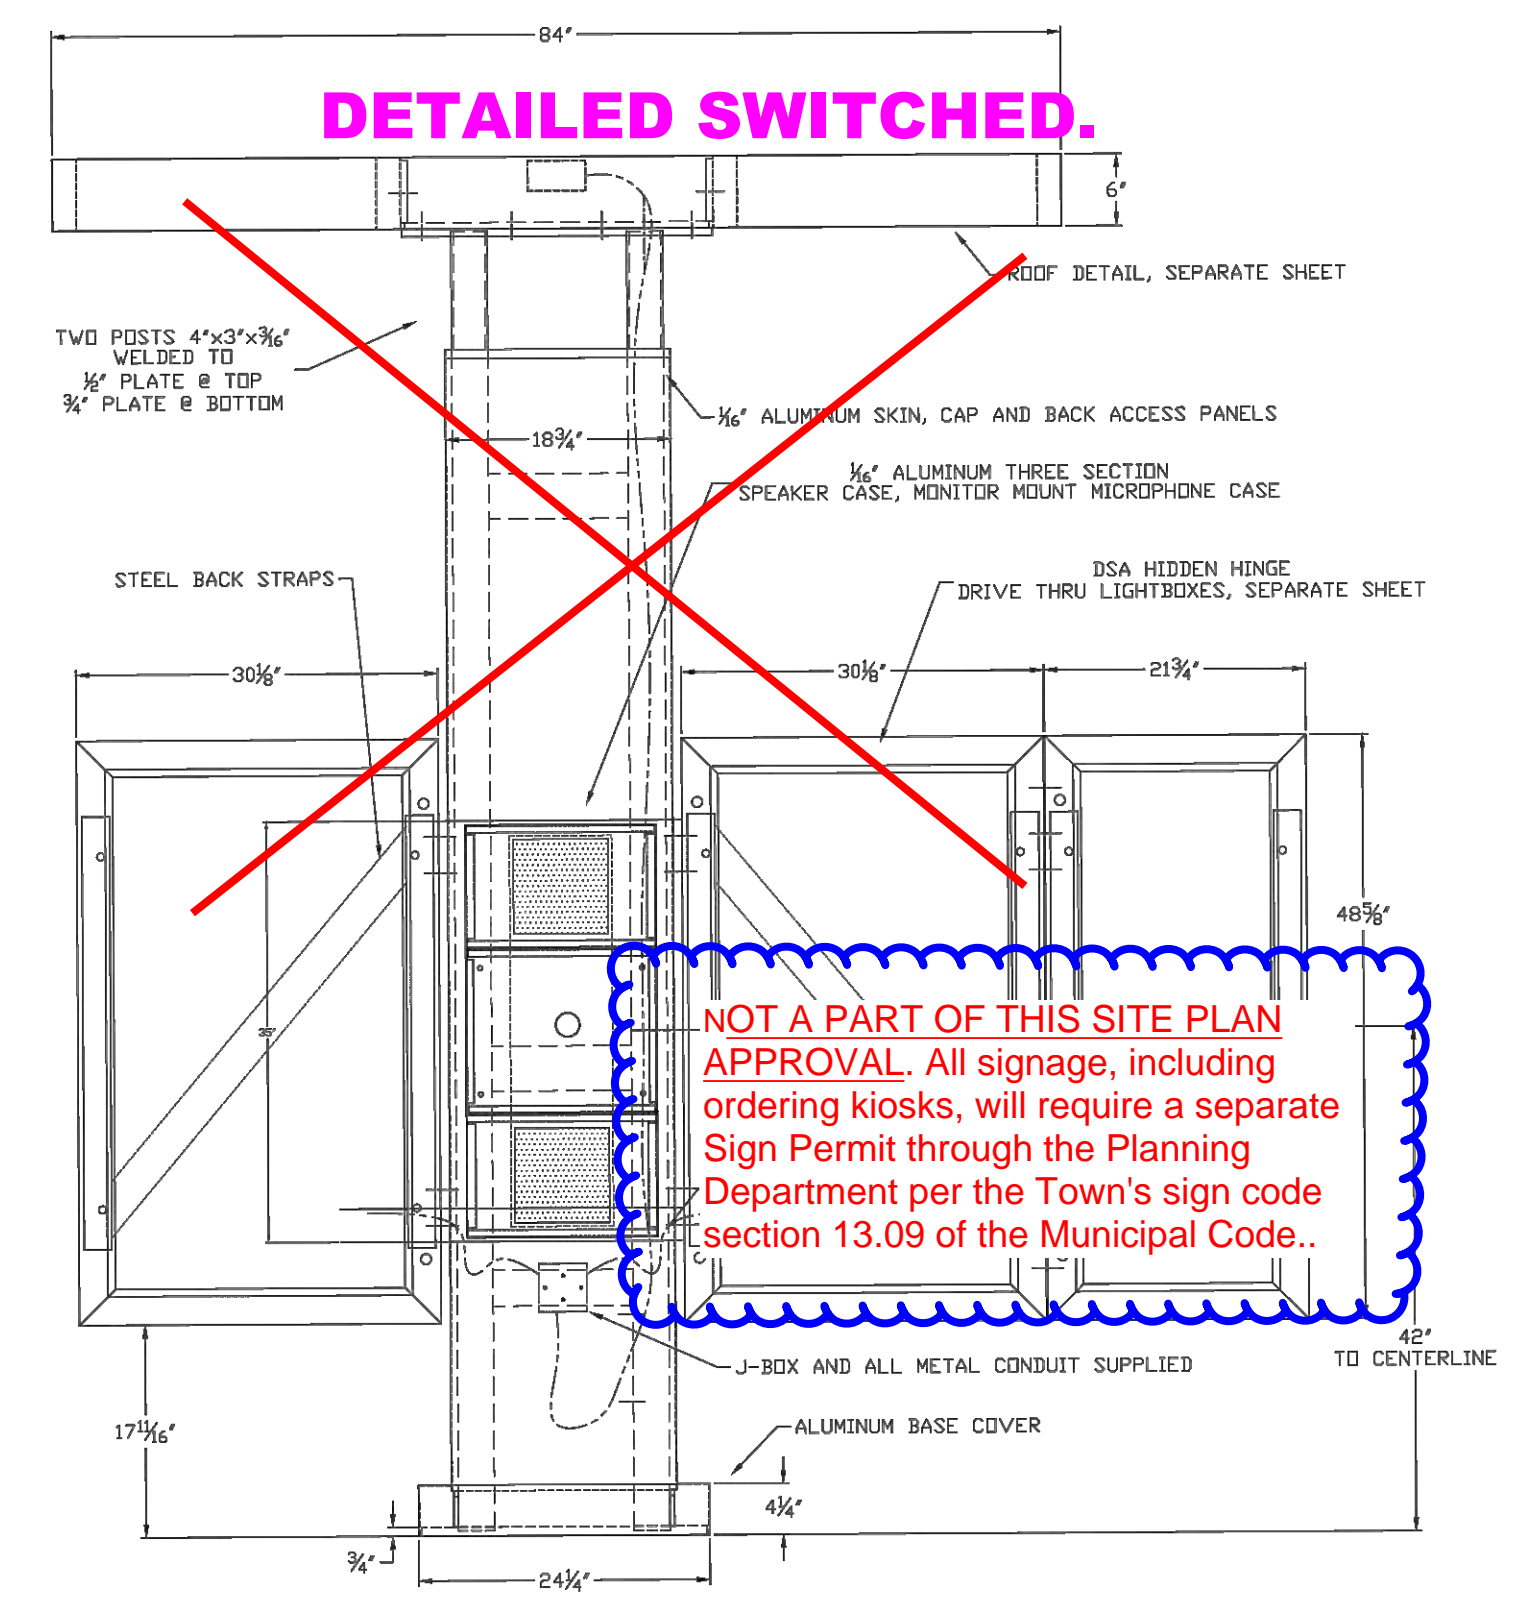 84"
DETAILED SWITCHED.
6"
ROOF DETAIL, SEPARATE SHEET
TWO POSTS 4"x3"x3/16"
WELDED TO
1/2" PLATE @ TOP
3/4" PLATE @ BOTTOM
1/16" ALUMINUM SKIN, CAP AND BACK ACCESS PANELS
18 3/4"
1/16" ALUMINUM THREE SECTION
SPEAKER CASE, MONITOR MOUNT MICROPHONE CASE
STEEL BACK STRAPS
DSA HIDDEN HINGE
DRIVE THRU LIGHTBOXES, SEPARATE SHEET
30 1/8"
30 1/8"
21 3/4"
48 5/8"
35"
NOT A PART OF THIS SITE PLAN
APPROVAL. All signage, including
ordering kiosks, will require a separate
Sign Permit through the Planning
Department per the Town's sign code
section 13.09 of the Municipal Code..
42"
TO CENTERLINE
J-BOX AND ALL METAL CONDUIT SUPPLIED
17 11/16"
ALUMINUM BASE COVER
4 1/4"
3/4"
24 1/4"